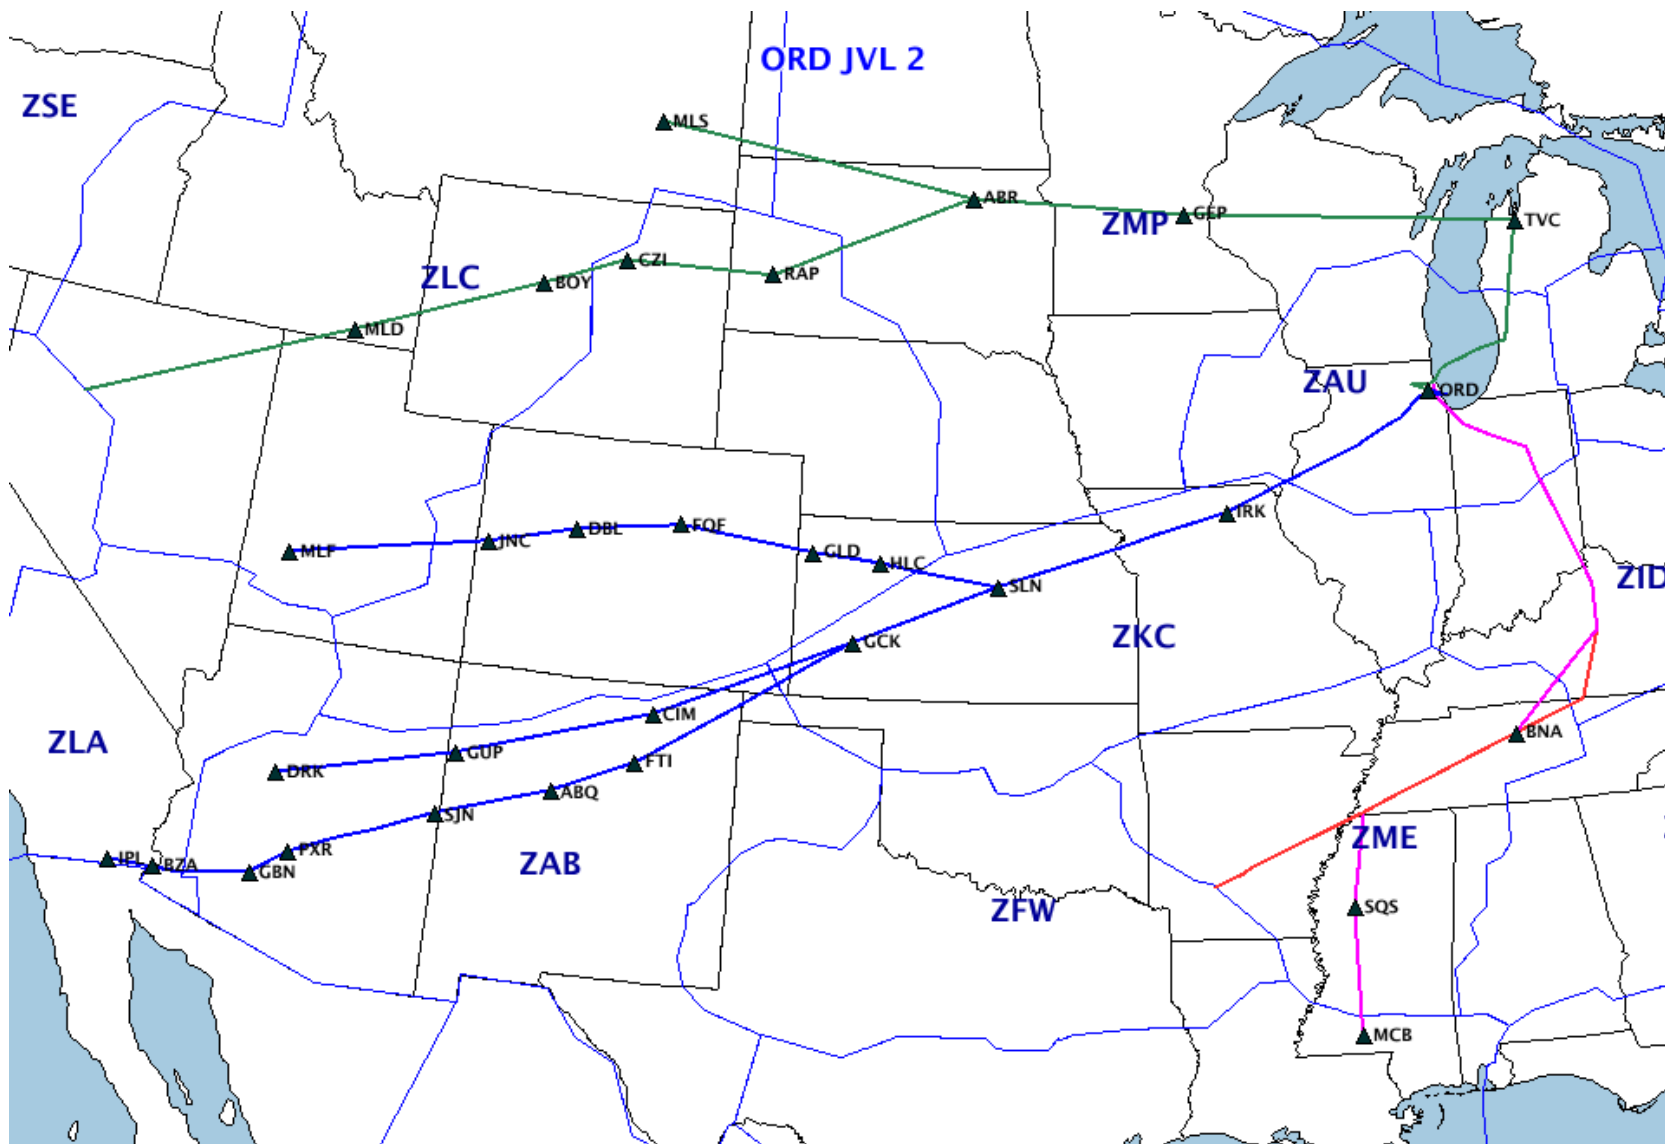 ORD JVL 2
ZSE
MLS
ABR
GEP
ZMP
TVC
CZI
RAP
ZLC
BOY
MLD
ZAU
ORD
IRK
FQF
DBL
JNC
MLF
GLD
HLC
SLN
ZID
ZKC
GCK
CIM
ZLA
GUP
BNA
DRK
FTI
ABQ
SJN
ZME
PXR
IPL
BZA
GBN
ZAB
SQS
ZFW
MCB